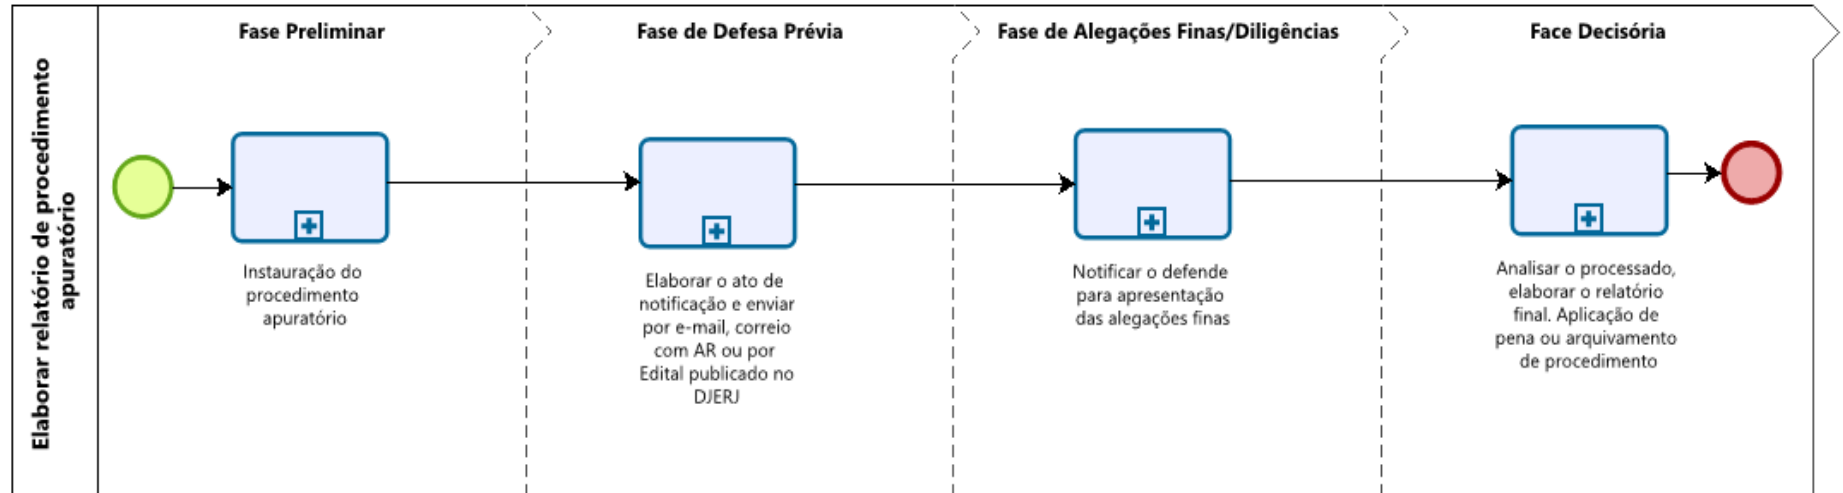 Elaborar relatório de procedimento
apuratório
Fase Preliminar
Fase de Defesa Prévia
Fase de Alegações Finas/Diligências
Face Decisória
Instauração do
procedimento
apuratório
Elaborar o ato de
notificação e enviar
por e-mail, correio
com AR ou por
Edital publicado no
DJERJ
Notificar o defende
para apresentação
das alegações finas
Analisar o processado,
elaborar o relatório
final. Aplicação de
pena ou arquivamento
de procedimento